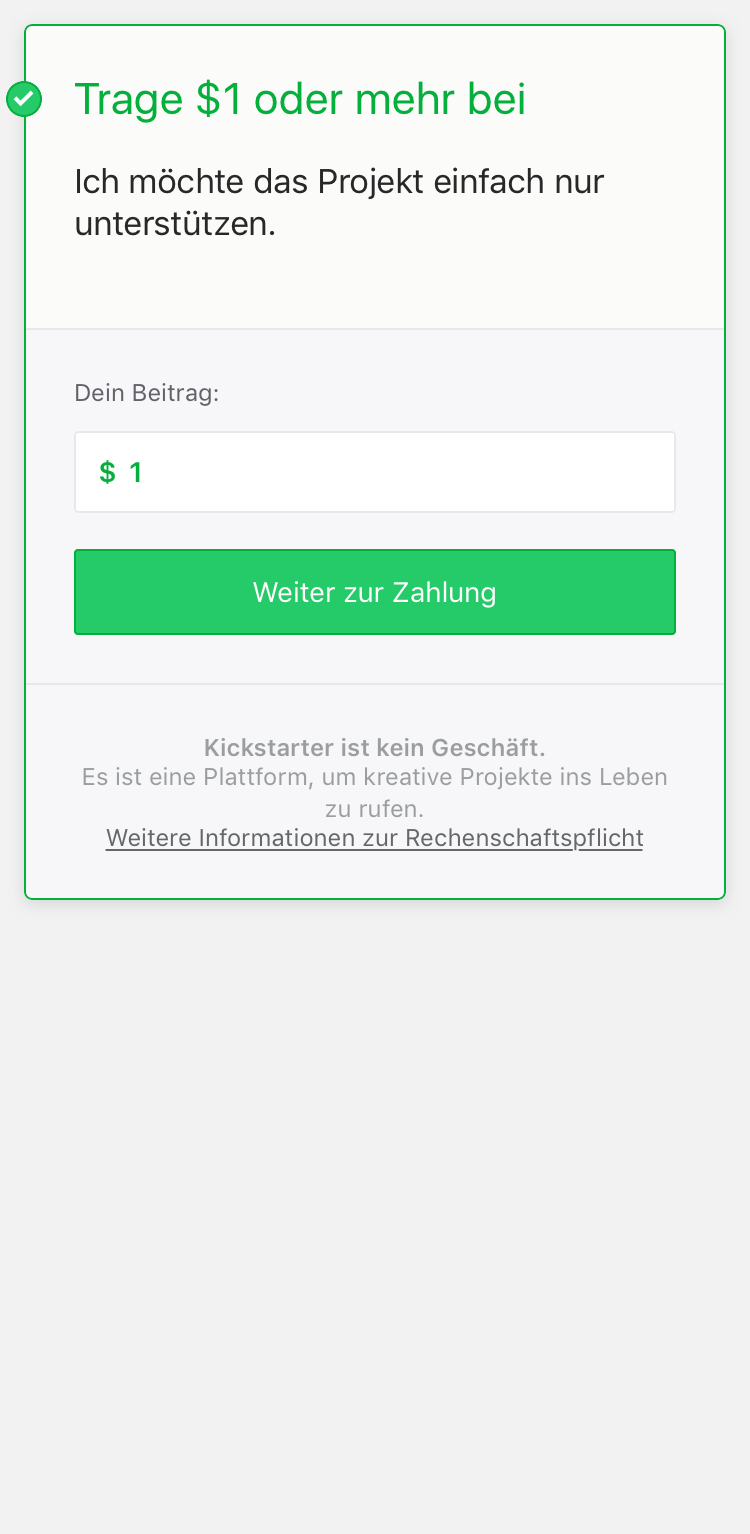 Trage $1 oder mehr bei
Ich möchte das Projekt einfach nur
unterstützen.
Dein Beitrag:
$ 1
Weiter zur Zahlung
Kickstarter ist kein Geschäft.
Es ist eine Plattform, um kreative Projekte ins Leben
zu rufen.
Weitere Informationen zur Rechenschaftspflicht